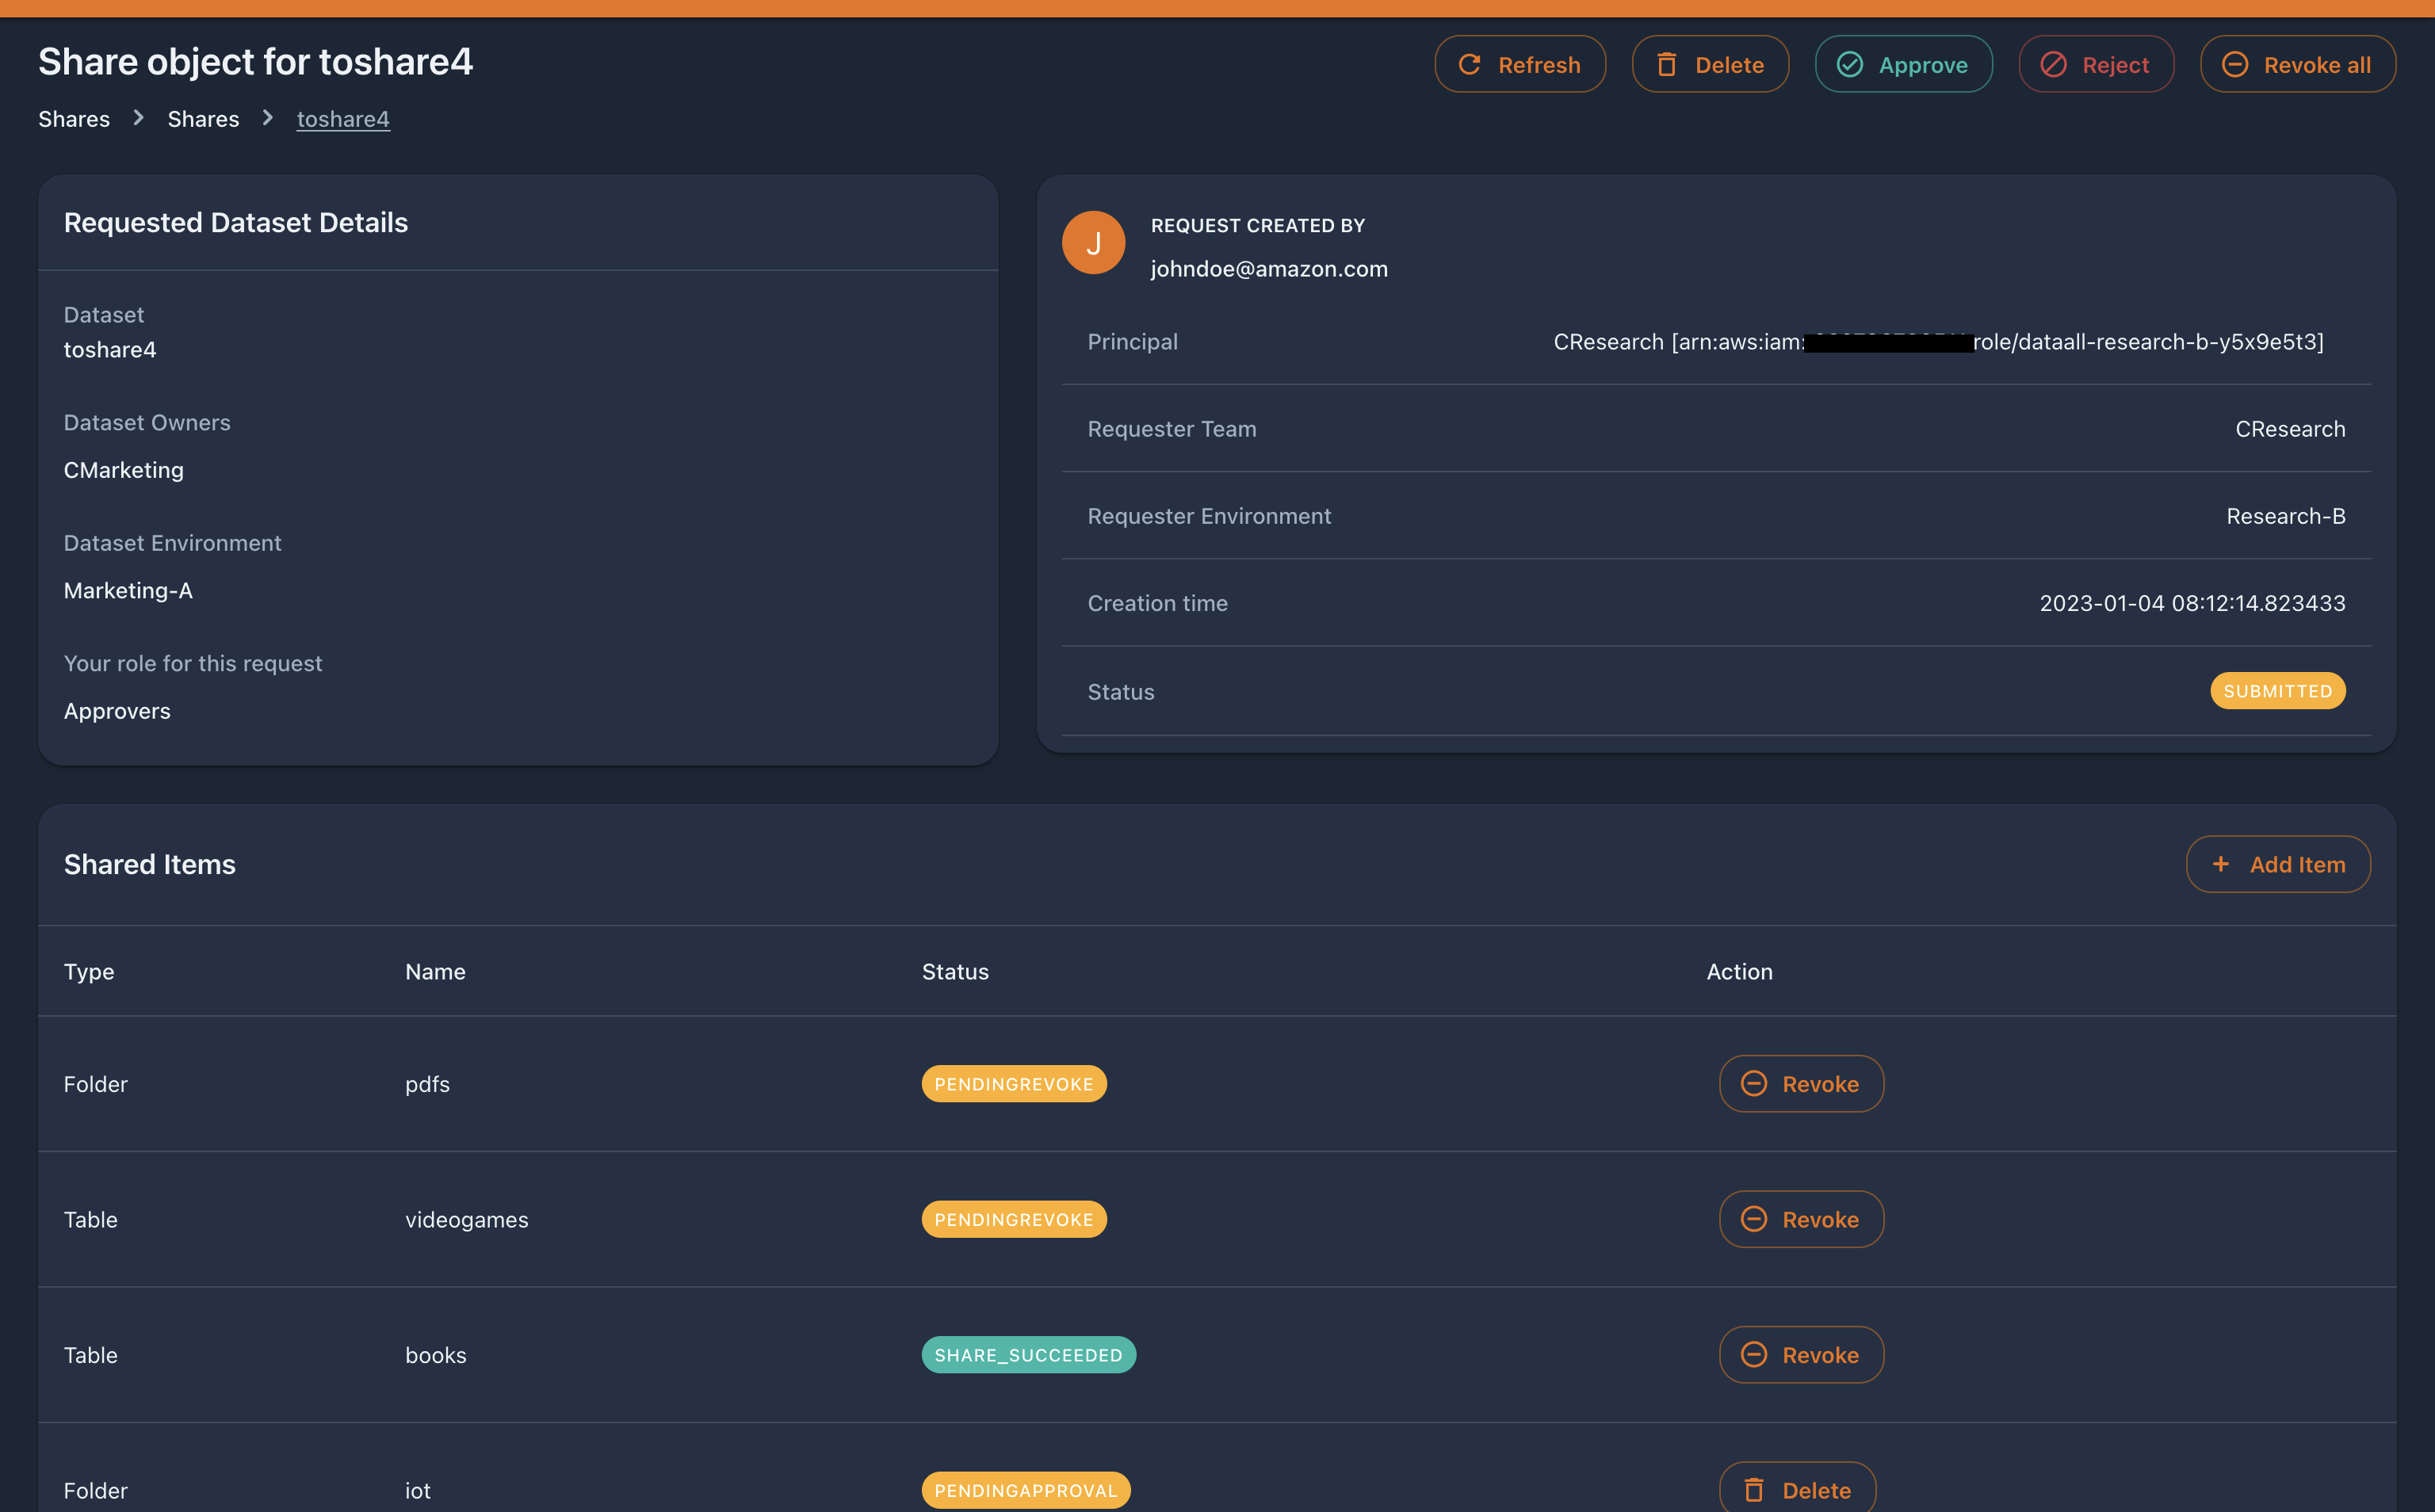 Share object for toshare4
Refresh
Delete
Approve
Reject
Revoke all
Shares > Shares > toshare4
Requested Dataset Details
Dataset
toshare4
Dataset Owners
CMarketing
Dataset Environment
Marketing-A
Your role for this request
Approvers
J
REQUEST CREATED BY
johndoe@amazon.com
Principal CResearch [arn:aws:iam: role/dataall-research-b-y5x9e5t3]
Requester Team CResearch
Requester Environment Research-B
Creation time 2023-01-04 08:12:14.823433
Status SUBMITTED
Shared Items
+ Add Item
Type Name Status Action
Folder pdfs PENDINGREVOKE Revoke
Table videogames PENDINGREVOKE Revoke
Table books SHARE_SUCCEEDED Revoke
Folder iot PENDINGAPPROVAL Delete